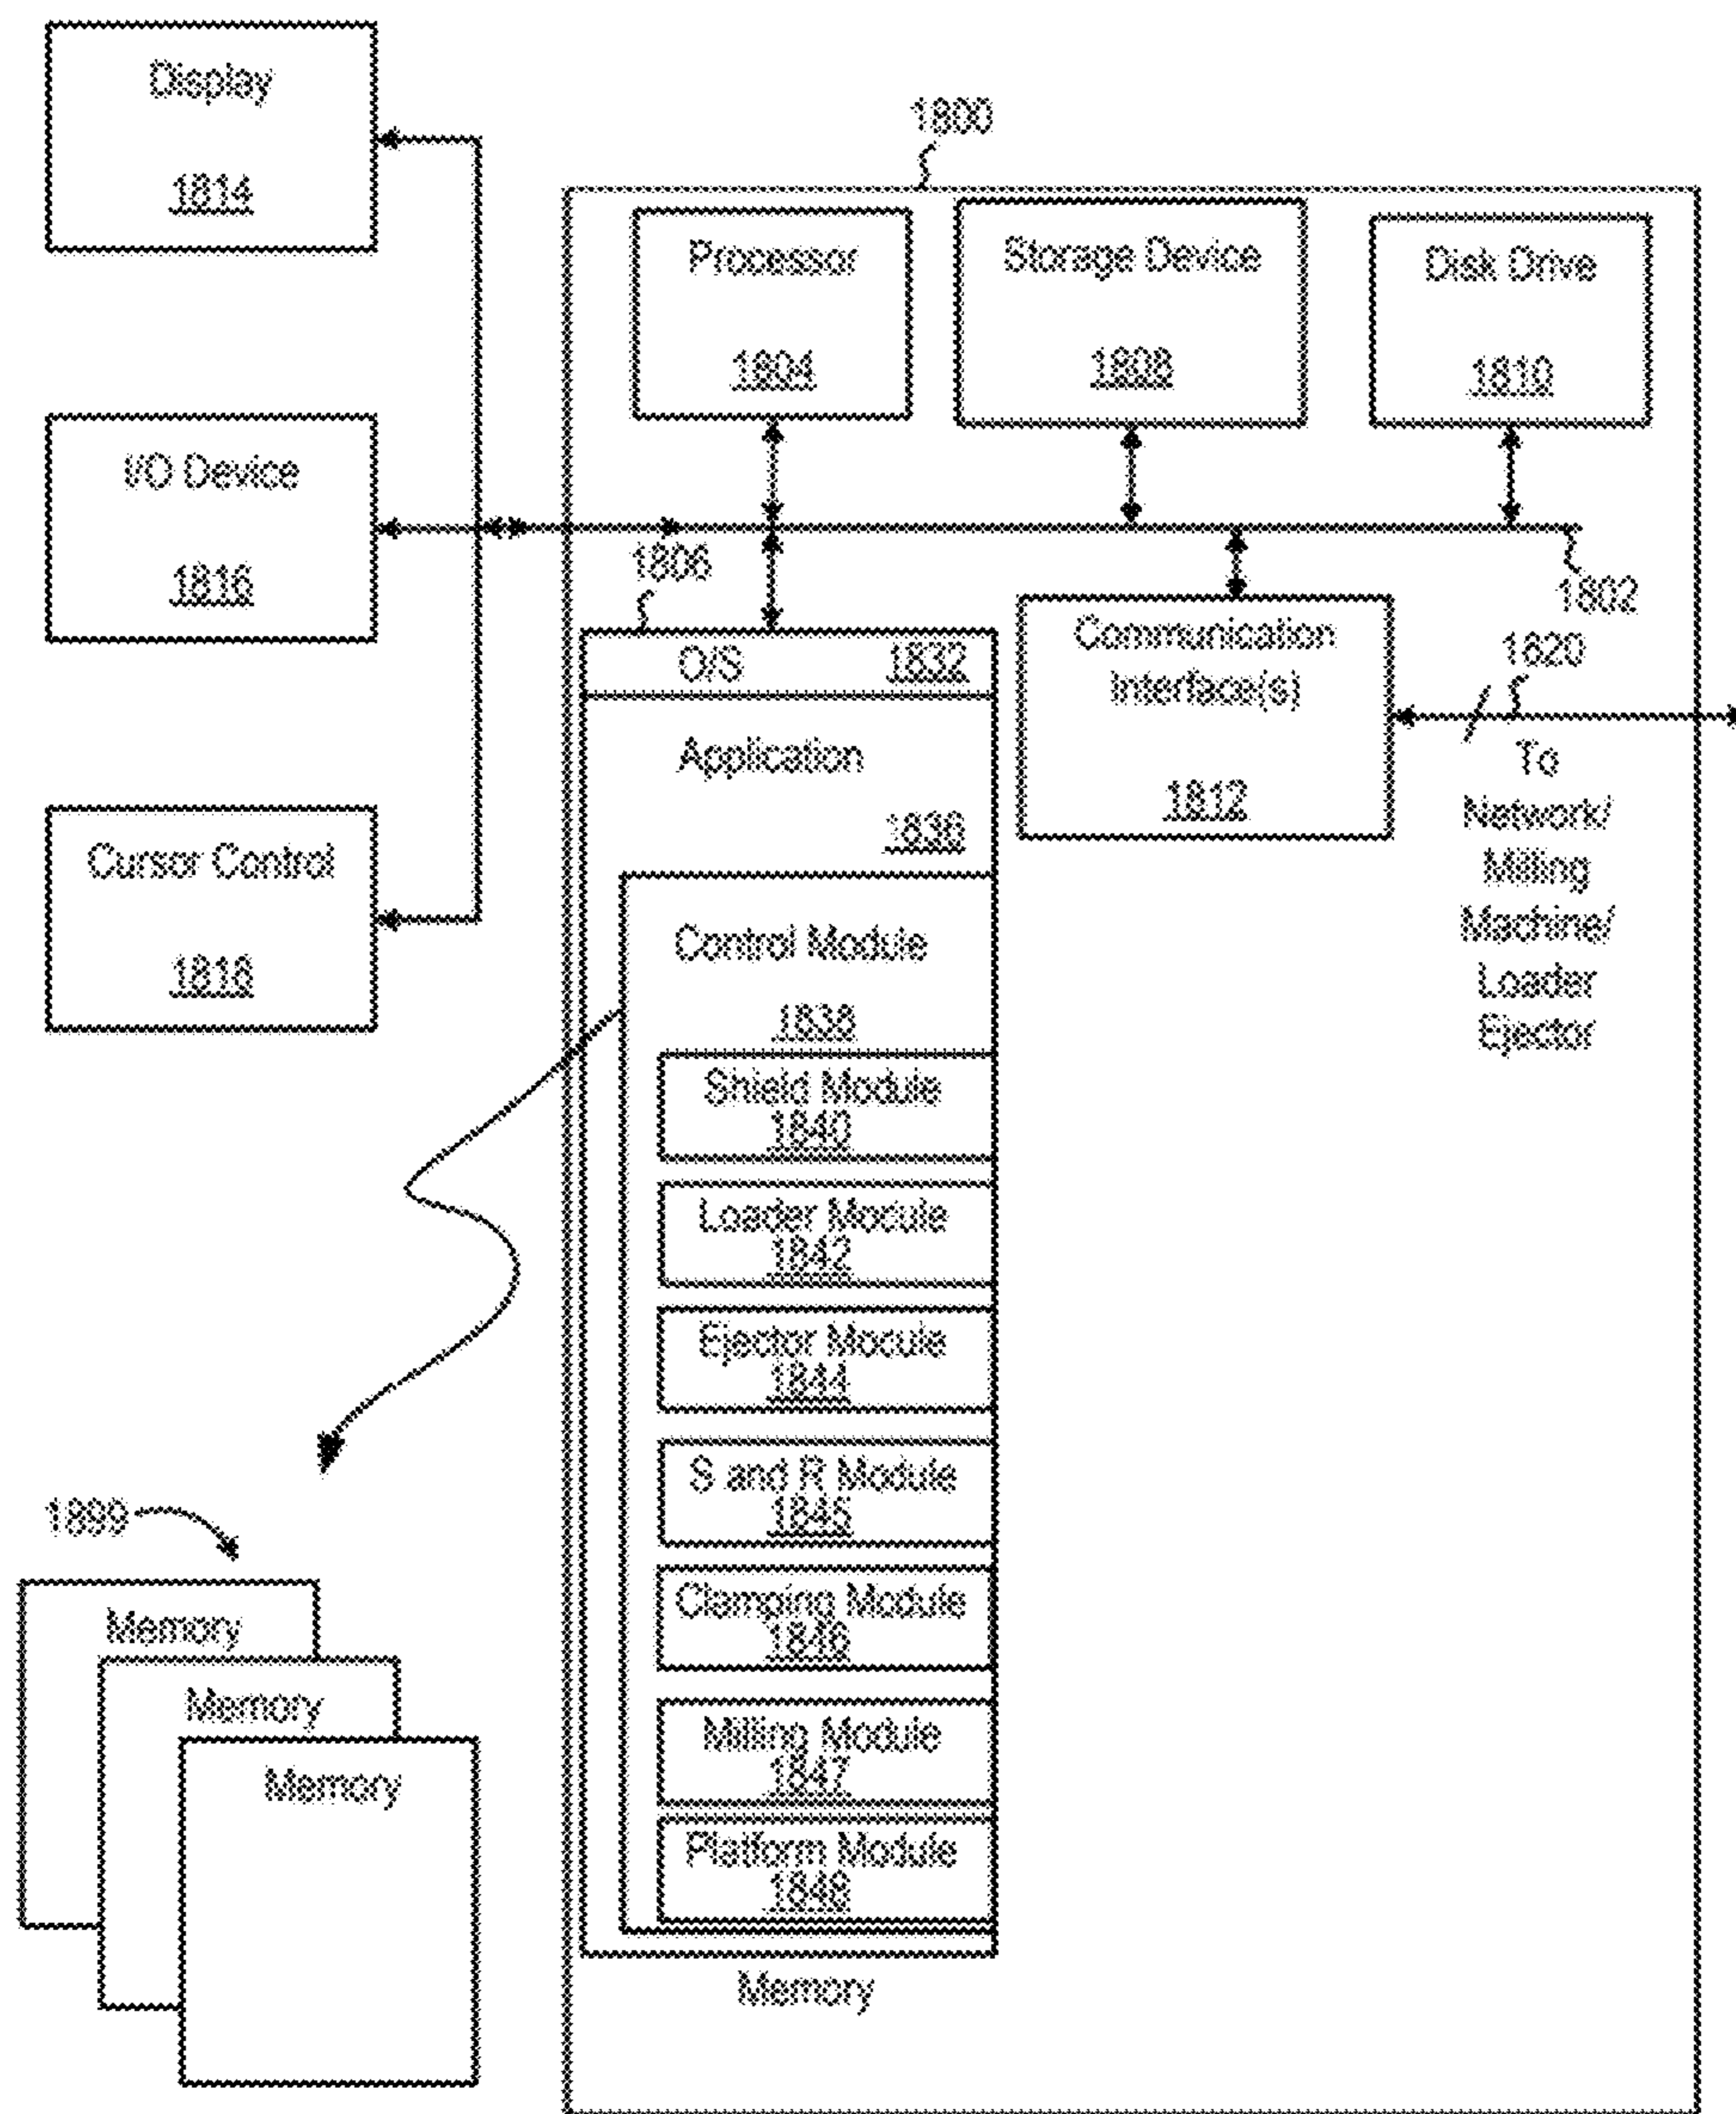 Display
1814
1800
Processor
1804
Storage Device
1808
Disk Drive
1810
I/O Device
1816
1806
1802
O/S 1832
Application
1836
Communication
Interface(s)
1812
1820
To
Network/
Milling
Machine/
Loader
Ejector
Cursor Control
1818
Control Module
1838
Shield Module
1840
Loader Module
1842
Ejector Module
1844
S and R Module
1845
Clamping Module
1846
Milling Module
1847
Platform Module
1848
Memory
1899
Memory
Memory
Memory